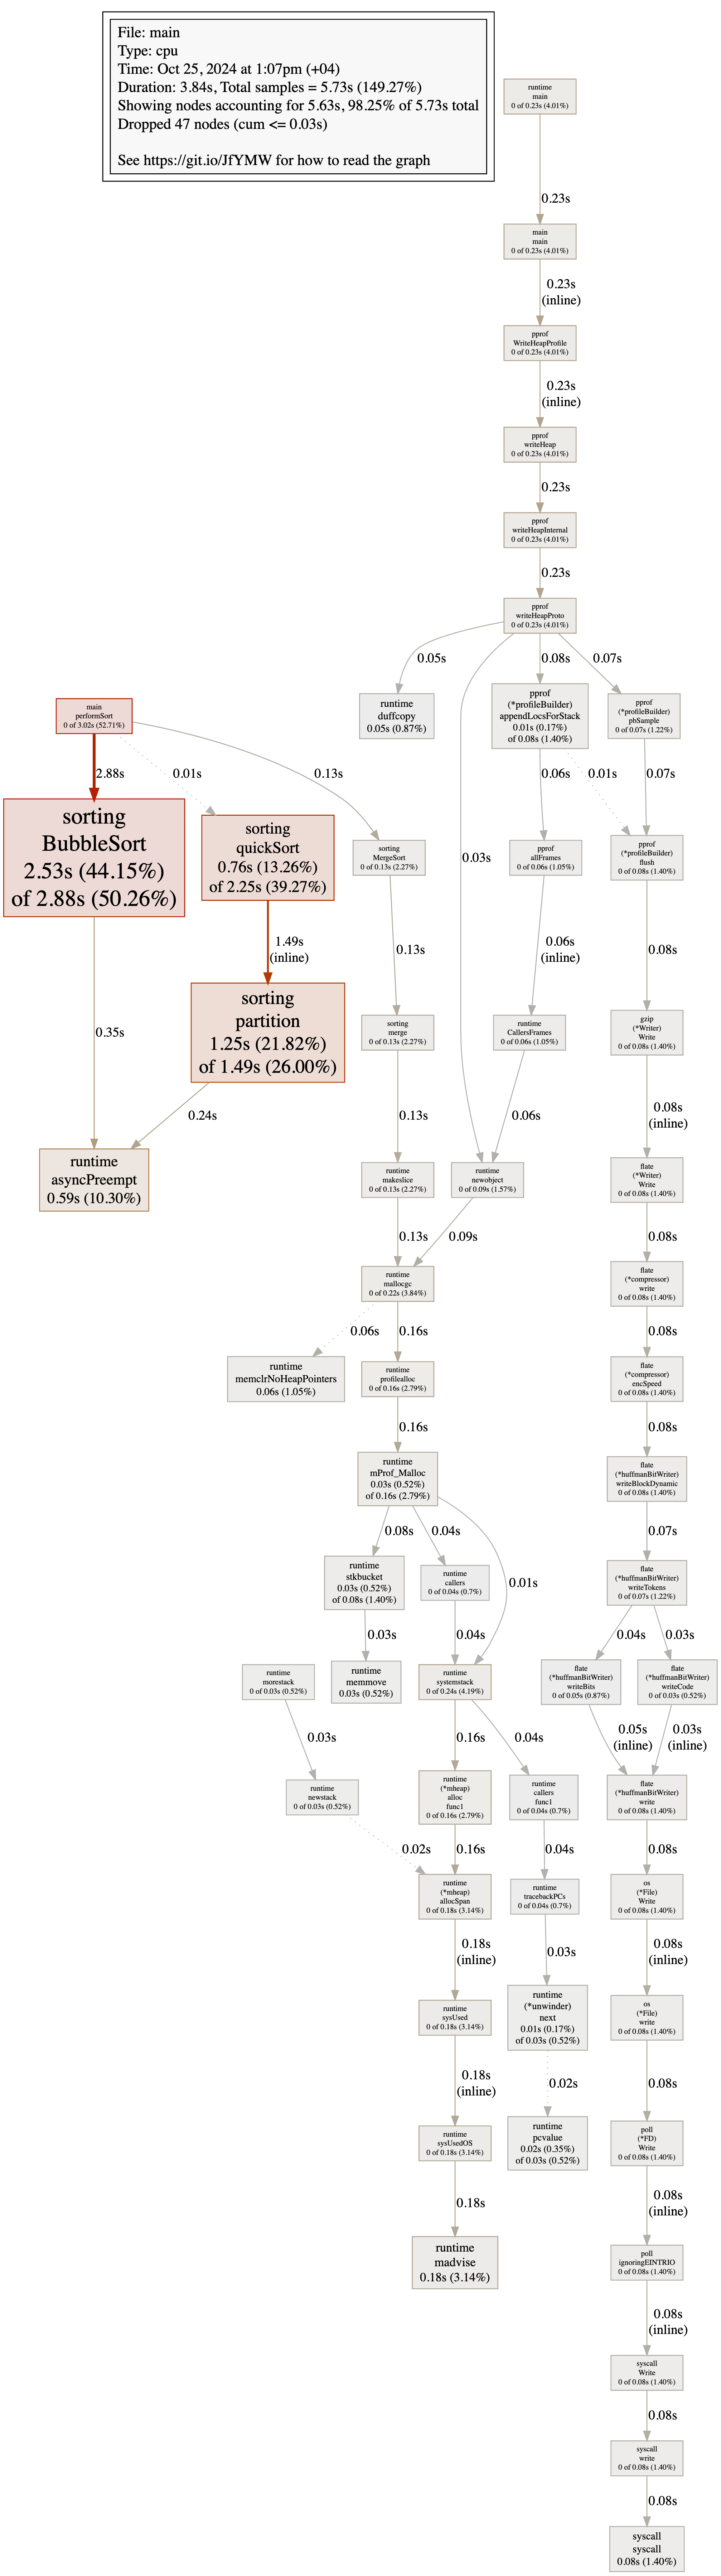 File: main
Type: cpu
Time: Oct 25, 2024 at 1:07pm (+04)
Duration: 3.84s, Total samples = 5.73s (149.27%)
Showing nodes accounting for 5.63s, 98.25% of 5.73s total
Dropped 47 nodes (cum <= 0.03s)
See https://git.io/JfYMW for how to read the graph
runtime
main
0 of 0.23s (4.01%)
0.23s
main
main
0 of 0.23s (4.01%)
0.23s
(inline)
pprof
WriteHeapProfile
0 of 0.23s (4.01%)
0.23s
(inline)
pprof
writeHeap
0 of 0.23s (4.01%)
0.23s
pprof
writeHeapInternal
0 of 0.23s (4.01%)
0.23s
pprof
writeHeapProto
0 of 0.23s (4.01%)
0.05s
0.08s
0.07s
main
performSort
0 of 3.02s (52.71%)
runtime
duffcopy
0.05s (0.87%)
pprof
(*profileBuilder)
appendLocsForStack
0.01s (0.17%)
of 0.08s (1.40%)
pprof
(*profileBuilder)
pbSample
0 of 0.07s (1.22%)
2.88s
0.01s
0.13s
0.06s
0.01s
0.07s
sorting
BubbleSort
2.53s (44.15%)
of 2.88s (50.26%)
sorting
quickSort
0.76s (13.26%)
of 2.25s (39.27%)
sorting
MergeSort
0 of 0.13s (2.27%)
0.03s
pprof
allFrames
0 of 0.06s (1.05%)
pprof
(*profileBuilder)
flush
0 of 0.08s (1.40%)
1.49s
(inline)
0.13s
0.06s
(inline)
0.08s
sorting
partition
1.25s (21.82%)
of 1.49s (26.00%)
sorting
merge
0 of 0.13s (2.27%)
runtime
CallersFrames
0 of 0.06s (1.05%)
gzip
(*Writer)
Write
0 of 0.08s (1.40%)
0.35s
0.24s
0.13s
0.06s
0.08s
(inline)
runtime
asyncPreempt
0.59s (10.30%)
runtime
makeslice
0 of 0.13s (2.27%)
runtime
newobject
0 of 0.09s (1.57%)
flate
(*Writer)
Write
0 of 0.08s (1.40%)
0.13s
0.09s
0.08s
runtime
mallocgc
0 of 0.22s (3.84%)
flate
(*compressor)
write
0 of 0.08s (1.40%)
0.06s
0.16s
0.08s
runtime
memclrNoHeapPointers
0.06s (1.05%)
runtime
profilealloc
0 of 0.16s (2.79%)
flate
(*compressor)
encSpeed
0 of 0.08s (1.40%)
0.16s
0.08s
runtime
mProf_Malloc
0.03s (0.52%)
of 0.16s (2.79%)
flate
(*huffmanBitWriter)
writeBlockDynamic
0 of 0.08s (1.40%)
0.08s
0.04s
0.01s
0.07s
runtime
stkbucket
0.03s (0.52%)
of 0.08s (1.40%)
runtime
callers
0 of 0.04s (0.7%)
flate
(*huffmanBitWriter)
writeTokens
0 of 0.07s (1.22%)
0.03s
0.04s
0.04s
0.03s
runtime
morestack
0 of 0.03s (0.52%)
runtime
memmove
0.03s (0.52%)
runtime
systemstack
0 of 0.24s (4.19%)
flate
(*huffmanBitWriter)
writeBits
0 of 0.05s (0.87%)
flate
(*huffmanBitWriter)
writeCode
0 of 0.03s (0.52%)
0.03s
0.16s
0.04s
0.05s
(inline)
0.03s
(inline)
runtime
newstack
0 of 0.03s (0.52%)
runtime
(*mheap)
alloc
func1
0 of 0.16s (2.79%)
runtime
callers
func1
0 of 0.04s (0.7%)
flate
(*huffmanBitWriter)
write
0 of 0.08s (1.40%)
0.02s
0.16s
0.04s
0.08s
runtime
(*mheap)
allocSpan
0 of 0.18s (3.14%)
runtime
tracebackPCs
0 of 0.04s (0.7%)
os
(*File)
Write
0 of 0.08s (1.40%)
0.18s
(inline)
0.03s
0.08s
(inline)
runtime
sysUsed
0 of 0.18s (3.14%)
runtime
(*unwinder)
next
0.01s (0.17%)
of 0.03s (0.52%)
os
(*File)
write
0 of 0.08s (1.40%)
0.18s
(inline)
0.02s
0.08s
runtime
sysUsedOS
0 of 0.18s (3.14%)
runtime
pcvalue
0.02s (0.35%)
of 0.03s (0.52%)
poll
(*FD)
Write
0 of 0.08s (1.40%)
0.18s
0.08s
(inline)
runtime
madvise
0.18s (3.14%)
poll
ignoringEINTRIO
0 of 0.08s (1.40%)
0.08s
(inline)
syscall
Write
0 of 0.08s (1.40%)
0.08s
syscall
write
0 of 0.08s (1.40%)
0.08s
syscall
syscall
0.08s (1.40%)